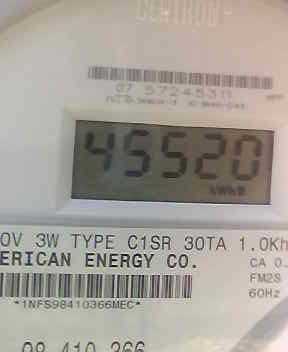 CENTRON
07 57245311
45520
kWh
0V 3W TYPE C1SR 30TA 1.0Kh
ERICAN ENERGY CO.
CA 0.
FM2S
60Hz
*1NFS98410366MEC*
98 410 366